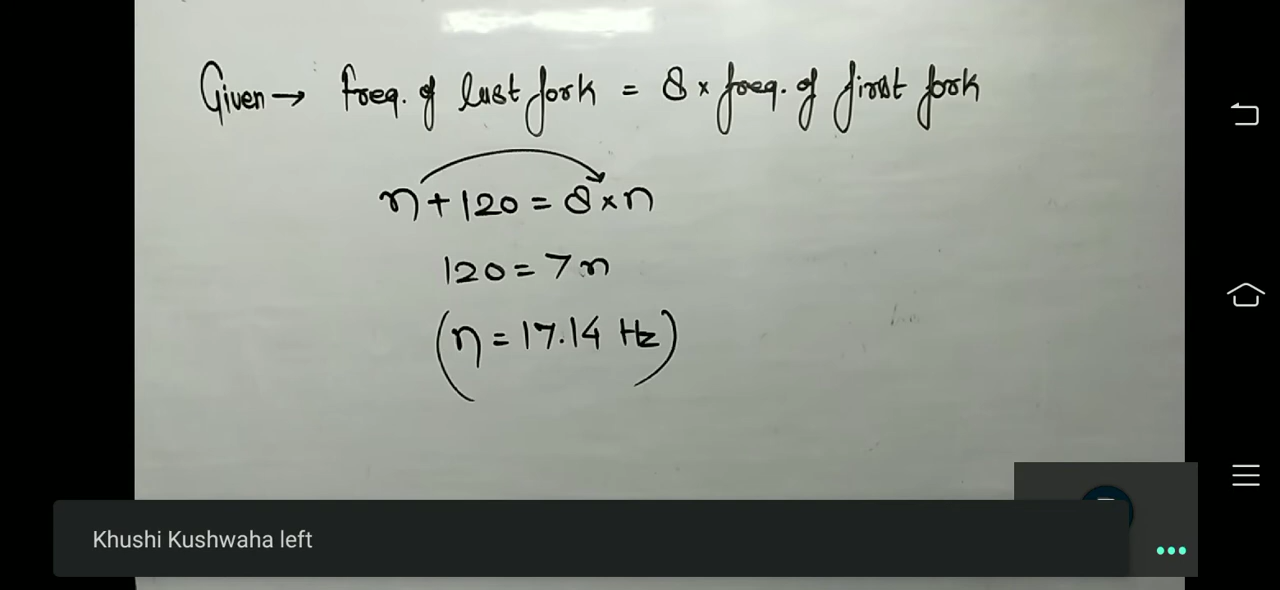 Given → freq. of last fork = 8 × freq. of first fork
n + 120 = 8 × n
120 = 7n
(n = 17.14 Hz)
Khushi Kushwaha left